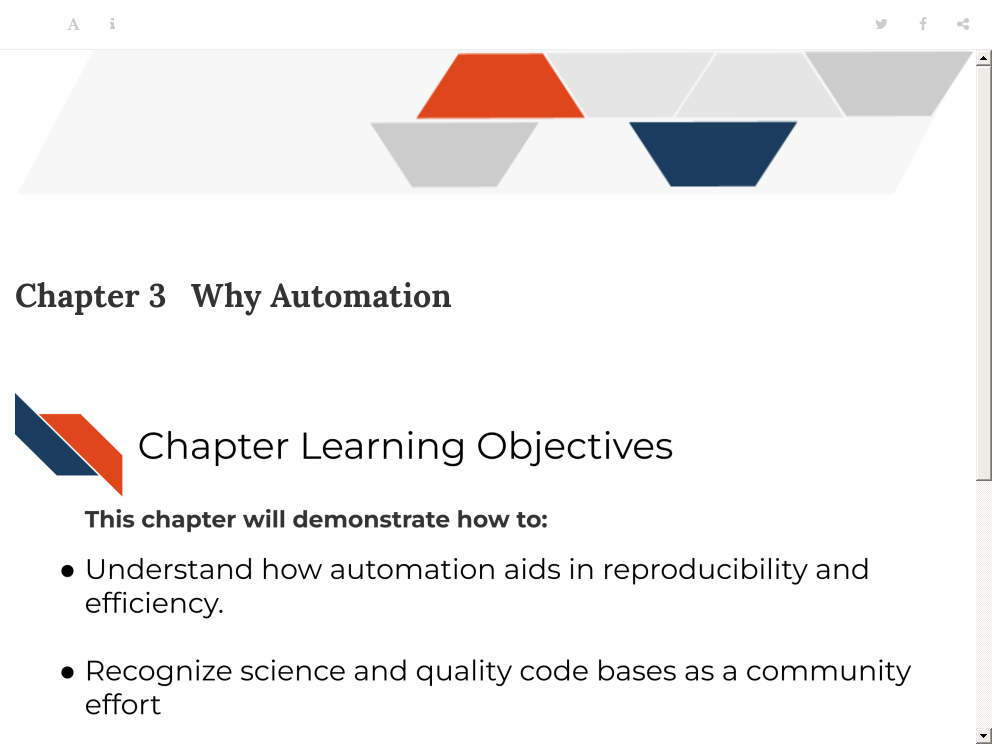 A i
Chapter 3 Why Automation
Chapter Learning Objectives
This chapter will demonstrate how to:
● Understand how automation aids in reproducibility and
efficiency.
● Recognize science and quality code bases as a community
effort